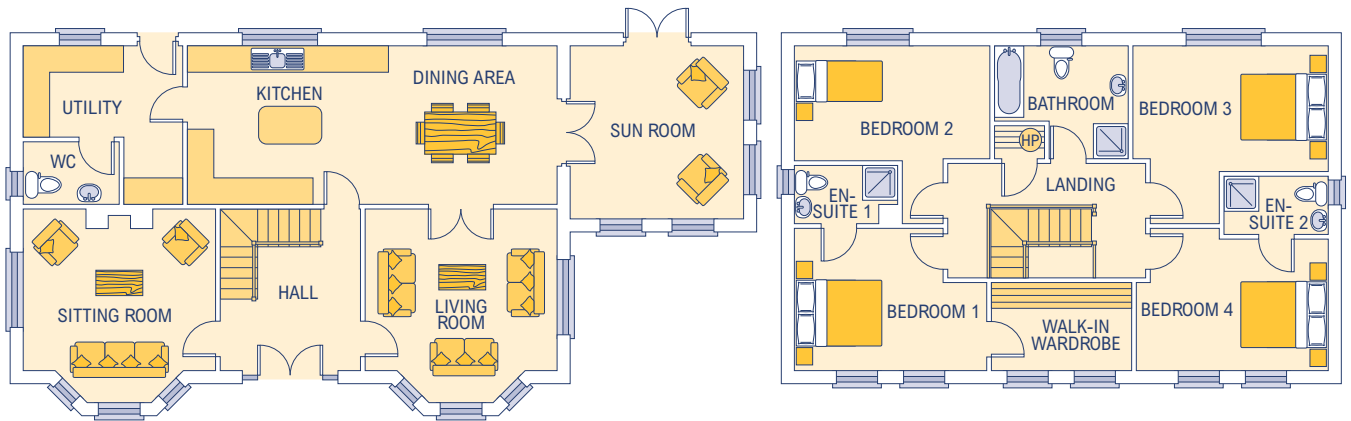 UTILITY
KITCHEN
DINING AREA
SUN ROOM
WC
SITTING ROOM
HALL
LIVING
ROOM
BEDROOM 2
BATHROOM
BEDROOM 3
HP
LANDING
EN-
SUITE 1
EN-
SUITE 2
BEDROOM 1
WALK-IN
WARDROBE
BEDROOM 4